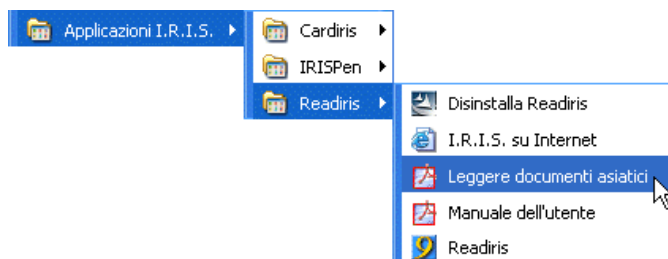 Applicazioni I.R.I.S.
Cardiris
IRISPen
Readiris
Disinstalla Readiris
I.R.I.S. su Internet
Leggere documenti asiatici
Manuale dell'utente
Readiris